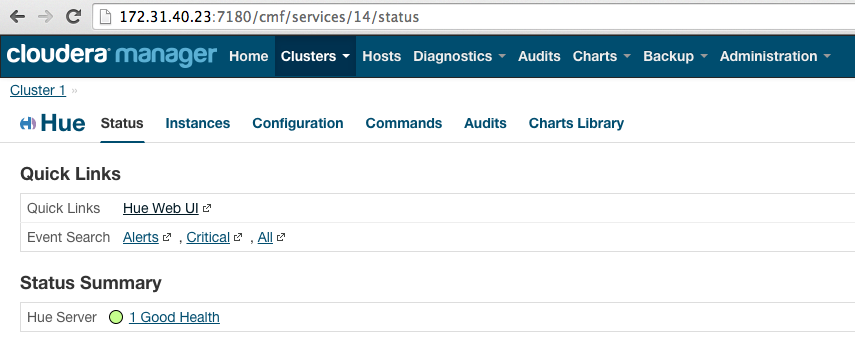 172.31.40.23:7180/cmf/services/14/status
cloudera manager Home Clusters Hosts Diagnostics Audits Charts Backup Administration
Cluster 1 »
Hue Status Instances Configuration Commands Audits Charts Library
Quick Links
Quick Links Hue Web UI
Event Search Alerts , Critical , All
Status Summary
Hue Server 1 Good Health